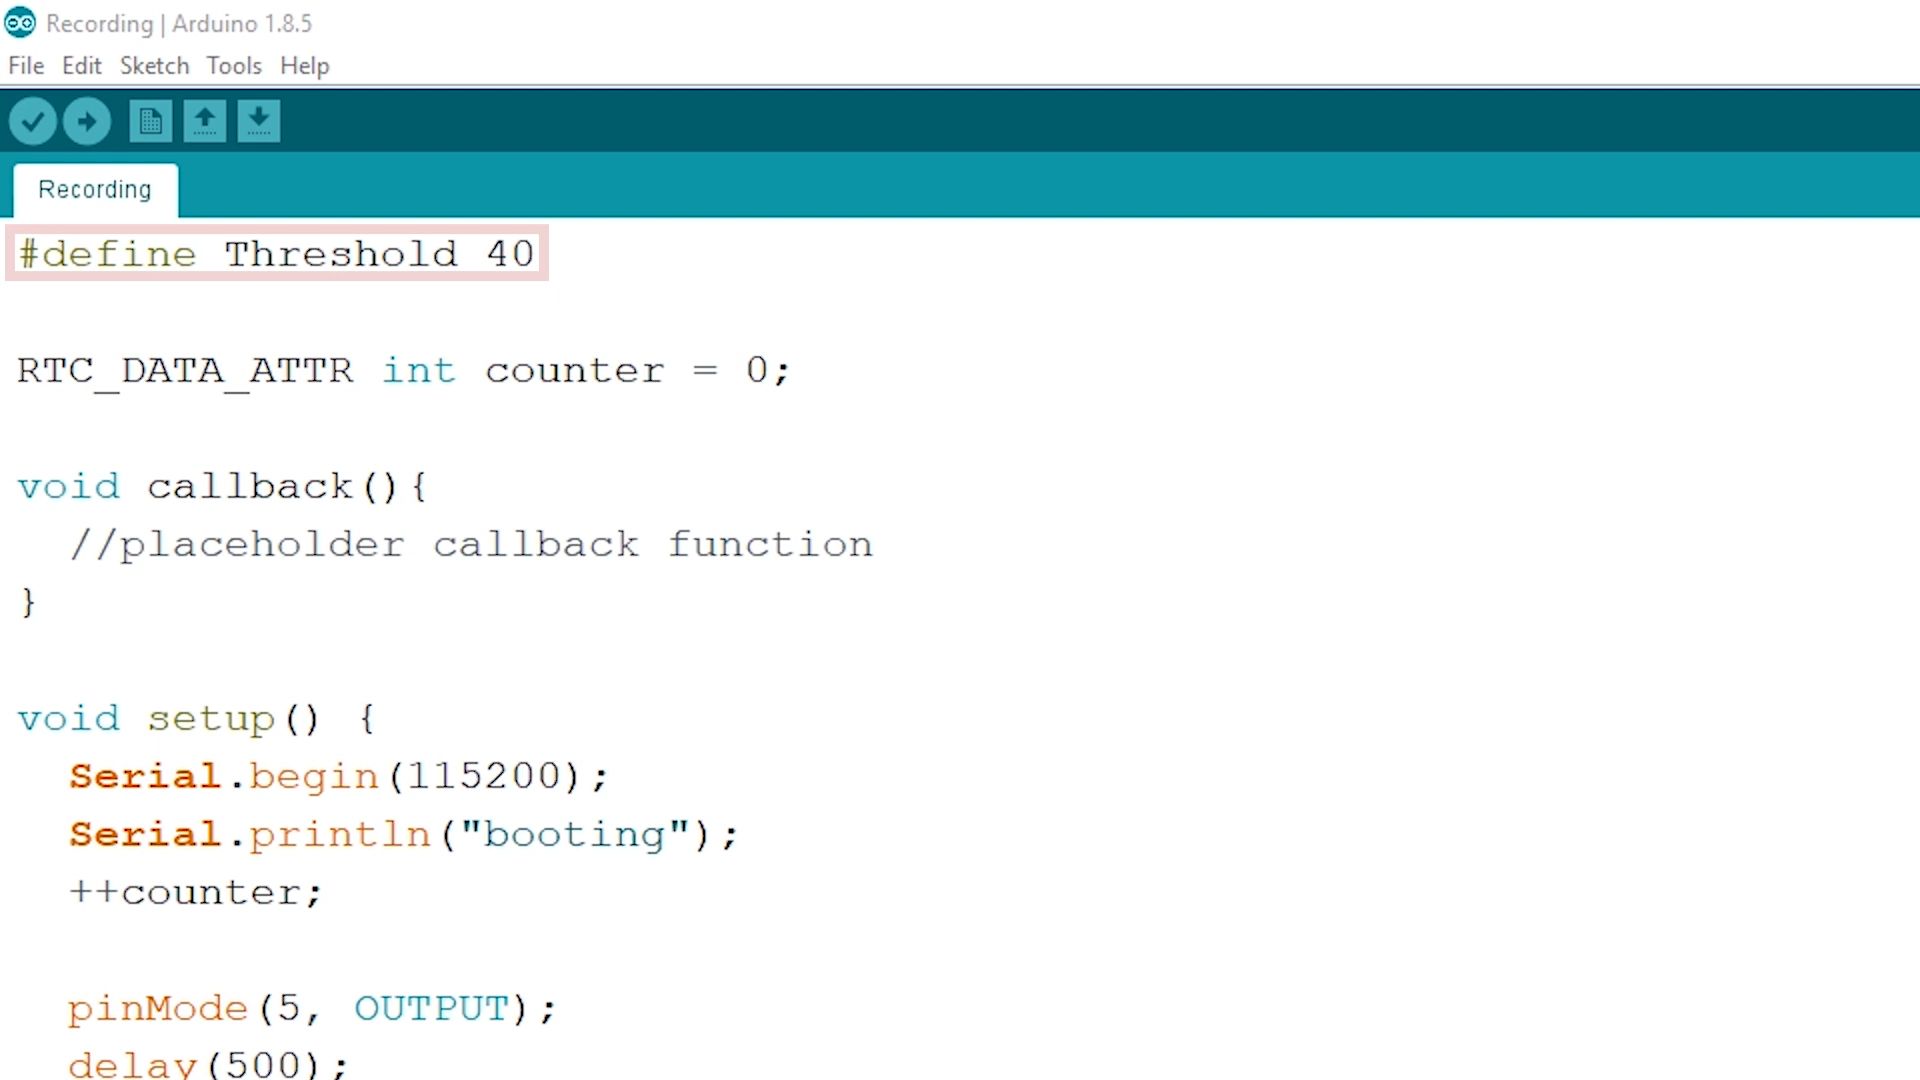 Recording | Arduino 1.8.5
File Edit Sketch Tools Help
Recording
#define Threshold 40
RTC_DATA_ATTR int counter = 0;
void callback(){
//placeholder callback function
}
void setup() {
Serial.begin(115200);
Serial.println("booting");
++counter;
pinMode(5, OUTPUT);
delay(500);